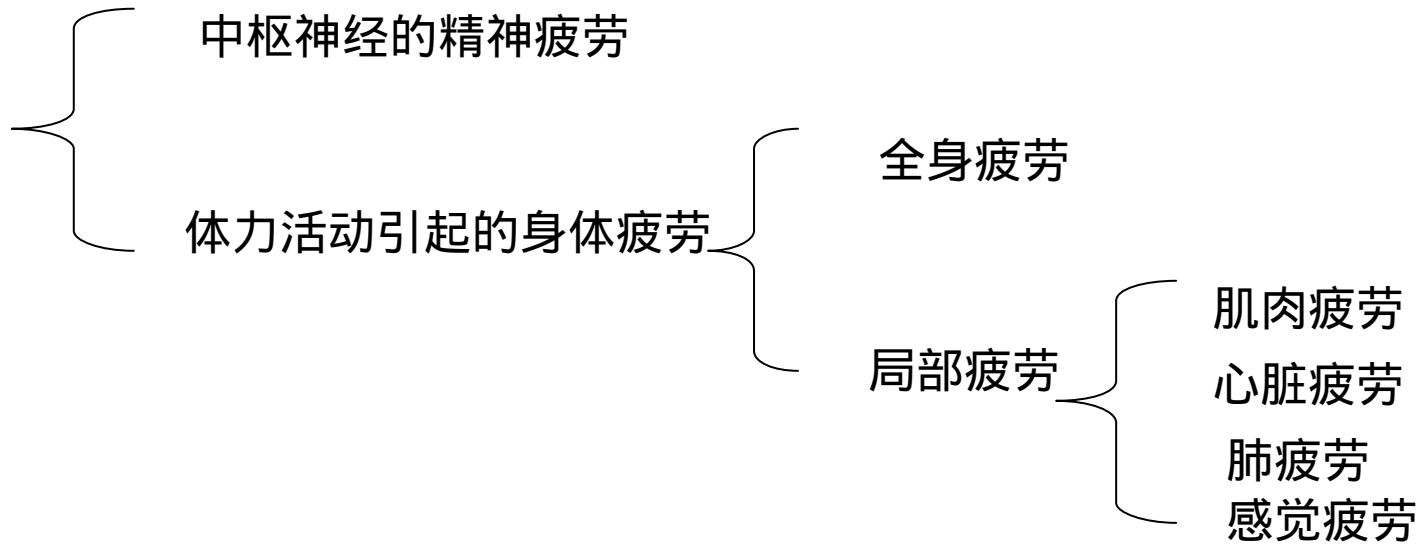 中枢神经的精神疲劳
体力活动引起的身体疲劳
全身疲劳
局部疲劳
肌肉疲劳
心脏疲劳
肺疲劳
感觉疲劳